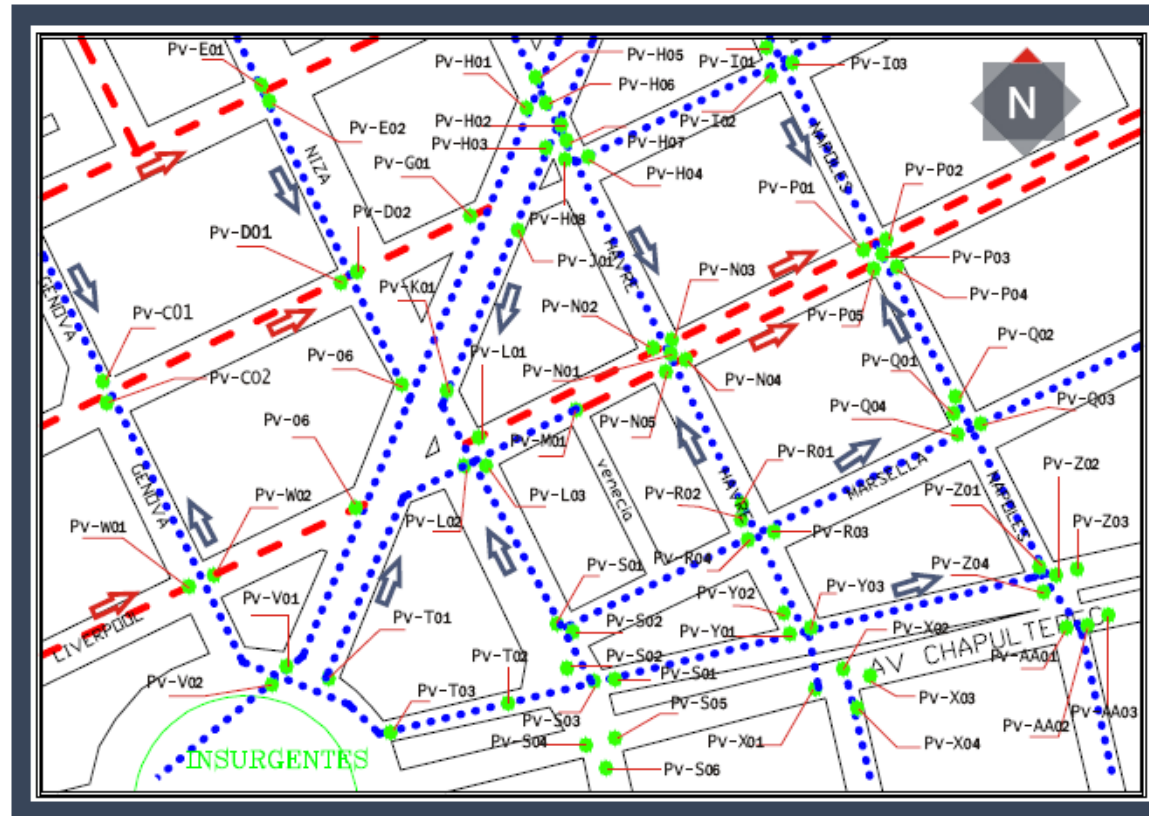 Pv-E01
Pv-H01
Pv-H05
Pv-I01
Pv-I03
Pv-H06
N
Pv-E02
Pv-H02
Pv-I02
Pv-H03
Pv-H07
NIZA
Pv-G01
Pv-H04
NAPOLES
Pv-P02
Pv-P01
Pv-D02
Pv-H08
Pv-D01
HAVRE
Pv-J01
Pv-N03
Pv-P03
Pv-K01
Pv-P04
GENOVA
Pv-N02
Pv-P05
Pv-C01
Pv-L01
Pv-Q02
Pv-06
Pv-N01
Pv-N04
Pv-Q01
Pv-C02
Pv-Q04
Pv-Q03
Pv-06
Pv-M01
Pv-N05
Pv-R01
GENOVA
venecia
MARSELLA
Pv-Z02
Pv-W02
Pv-R02
HAVRE
Pv-Z01
NAPOLES
Pv-L03
Pv-W01
Pv-L02
Pv-R03
Pv-Z03
Pv-R04
Pv-S01
Pv-Z04
Pv-Y03
Pv-Y02
Pv-V01
Pv-T01
Pv-S02
Pv-X02
LIVERPOOL
Pv-Y01
AV CHAPULTEPEC
Pv-T02
Pv-S02
Pv-AA01
Pv-V02
Pv-T03
Pv-S01
Pv-X03
Pv-S03
Pv-S05
Pv-AA03
Pv-AA02
Pv-S04
Pv-X01
Pv-X04
INSURGENTES
Pv-S06